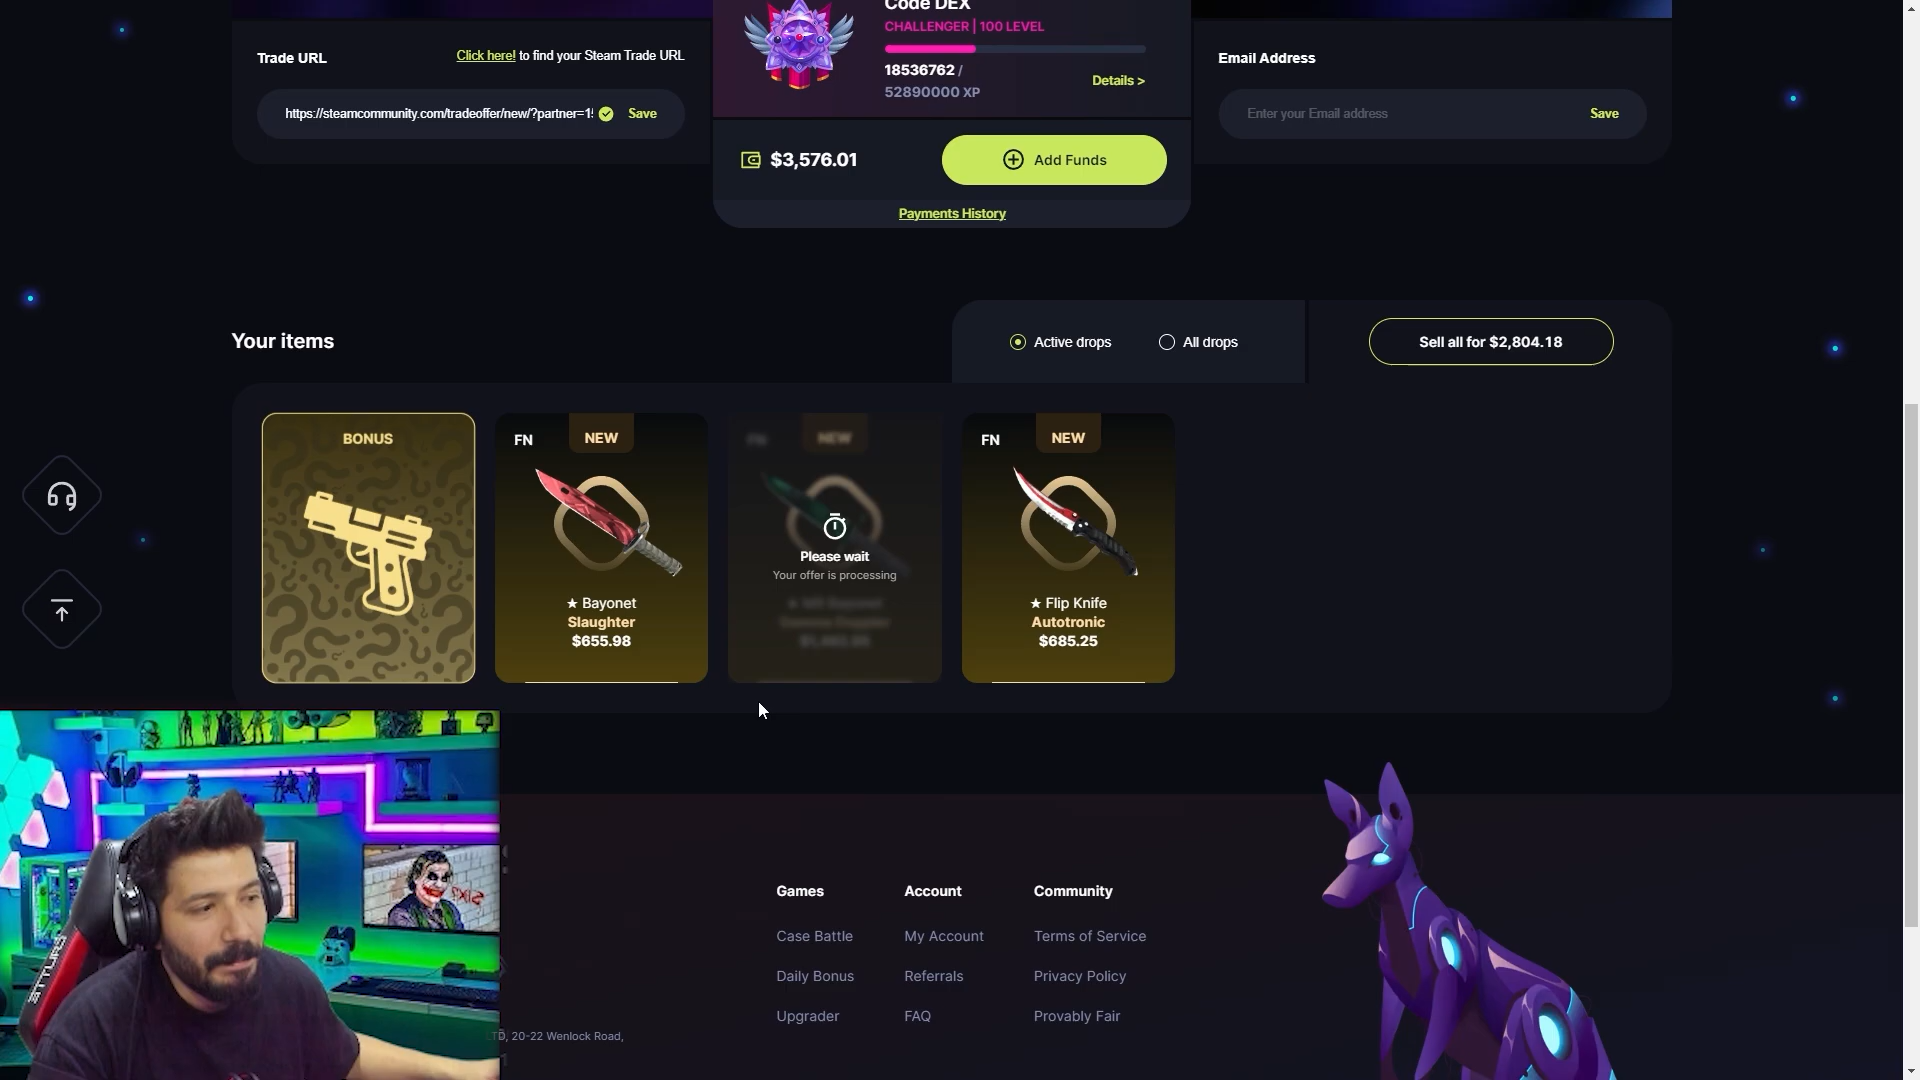 Code DEX
CHALLENGER | 100 LEVEL
18536762 /
52890000 XP
Details >
Trade URL
Click here! to find your Steam Trade URL
https://steamcommunity.com/tradeoffer/new/?partner=1
Save
Email Address
Enter your Email address
Save
$3,576.01
Add Funds
Payments History
Your items
Active drops
All drops
Sell all for $2,804.18
BONUS
FN
NEW
★ Bayonet
Slaughter
$655.98
FN
NEW
Please wait
Your offer is processing
FN
NEW
★ Flip Knife
Autotronic
$685.25
Games
Case Battle
Daily Bonus
Upgrader
Account
My Account
Referrals
FAQ
Community
Terms of Service
Privacy Policy
Provably Fair
LTD, 20-22 Wenlock Road,